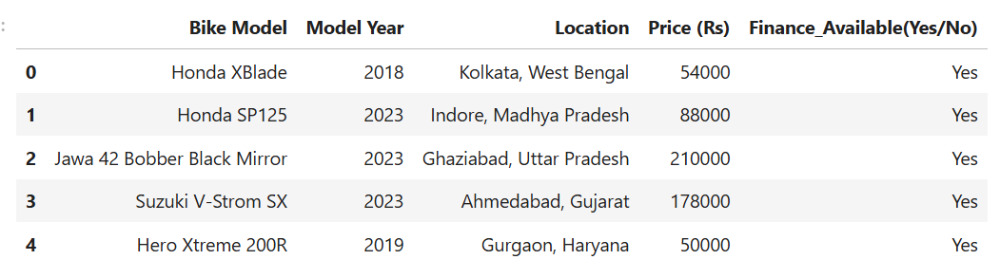 Bike Model Model Year Location Price (Rs) Finance_Available(Yes/No)
0 Honda XBlade 2018 Kolkata, West Bengal 54000 Yes
1 Honda SP125 2023 Indore, Madhya Pradesh 88000 Yes
2 Jawa 42 Bobber Black Mirror 2023 Ghaziabad, Uttar Pradesh 210000 Yes
3 Suzuki V-Strom SX 2023 Ahmedabad, Gujarat 178000 Yes
4 Hero Xtreme 200R 2019 Gurgaon, Haryana 50000 Yes